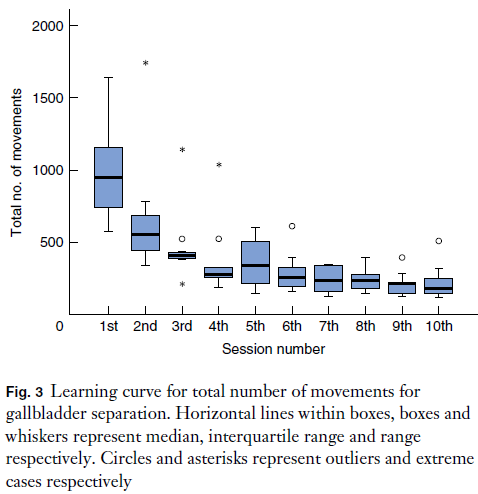 2000
1500
1000
500
0
Total no. of movements
*
*
*
*
1st 2nd 3rd 4th 5th 6th 7th 8th 9th 10th
Session number
Fig. 3 Learning curve for total number of movements for
gallbladder separation. Horizontal lines within boxes, boxes and
whiskers represent median, interquartile range and range
respectively. Circles and asterisks represent outliers and extreme
cases respectively